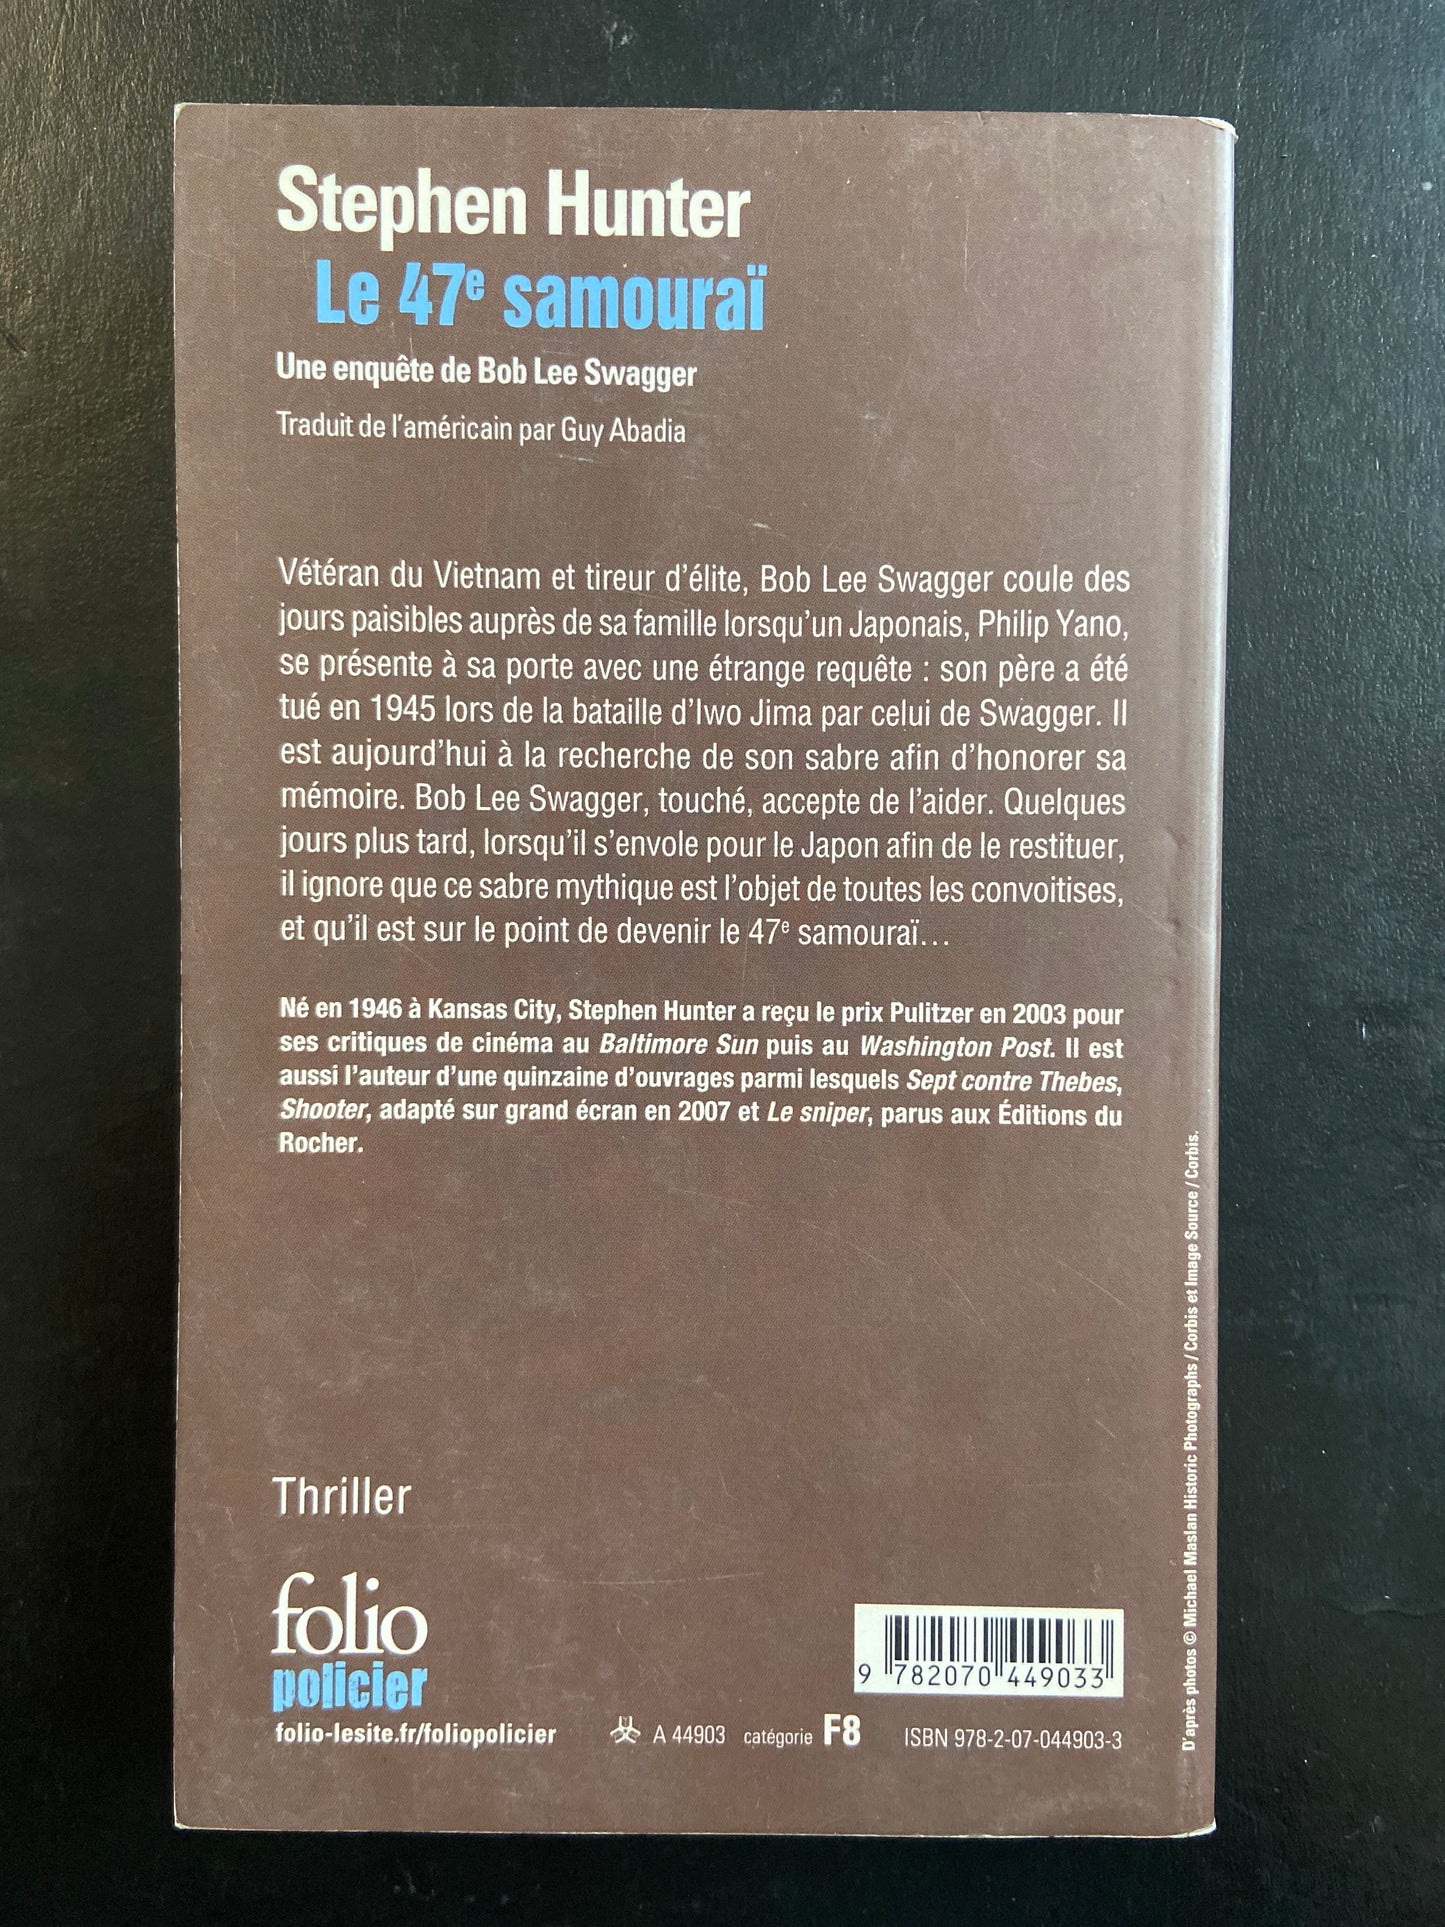 Stephen Hunter
Le 47e samouraï
Une enquête de Bob Lee Swagger
Traduit de l'américain par Guy Abadia
Vétéran du Vietnam et tireur d'élite, Bob Lee Swagger coule des
jours paisibles auprès de sa famille lorsqu'un Japonais, Philip Yano,
se présente à sa porte avec une étrange requête : son père a été
tué en 1945 lors de la bataille d'Iwo Jima par celui de Swagger. Il
est aujourd'hui à la recherche de son sabre afin d'honorer sa
mémoire. Bob Lee Swagger, touché, accepte de l'aider. Quelques
jours plus tard, lorsqu'il s'envole pour le Japon afin de le restituer,
il ignore que ce sabre mythique est l'objet de toutes les convoitises,
et qu'il est sur le point de devenir le 47e samouraï...
Né en 1946 à Kansas City, Stephen Hunter a reçu le prix Pulitzer en 2003 pour
ses critiques de cinéma au Baltimore Sun puis au Washington Post. Il est
aussi l'auteur d'une quinzaine d'ouvrages parmi lesquels Sept contre Thebes,
Shooter, adapté sur grand écran en 2007 et Le sniper, parus aux Éditions du
Rocher.
Thriller
folio
policier
folio-lesite.fr/foliopolicier
9 782070 449033
A 44903 catégorie F8 ISBN 978-2-07-044903-3
D'après photos © Michael Maslan Historic Photographs / Corbis et Image Source / Corbis.